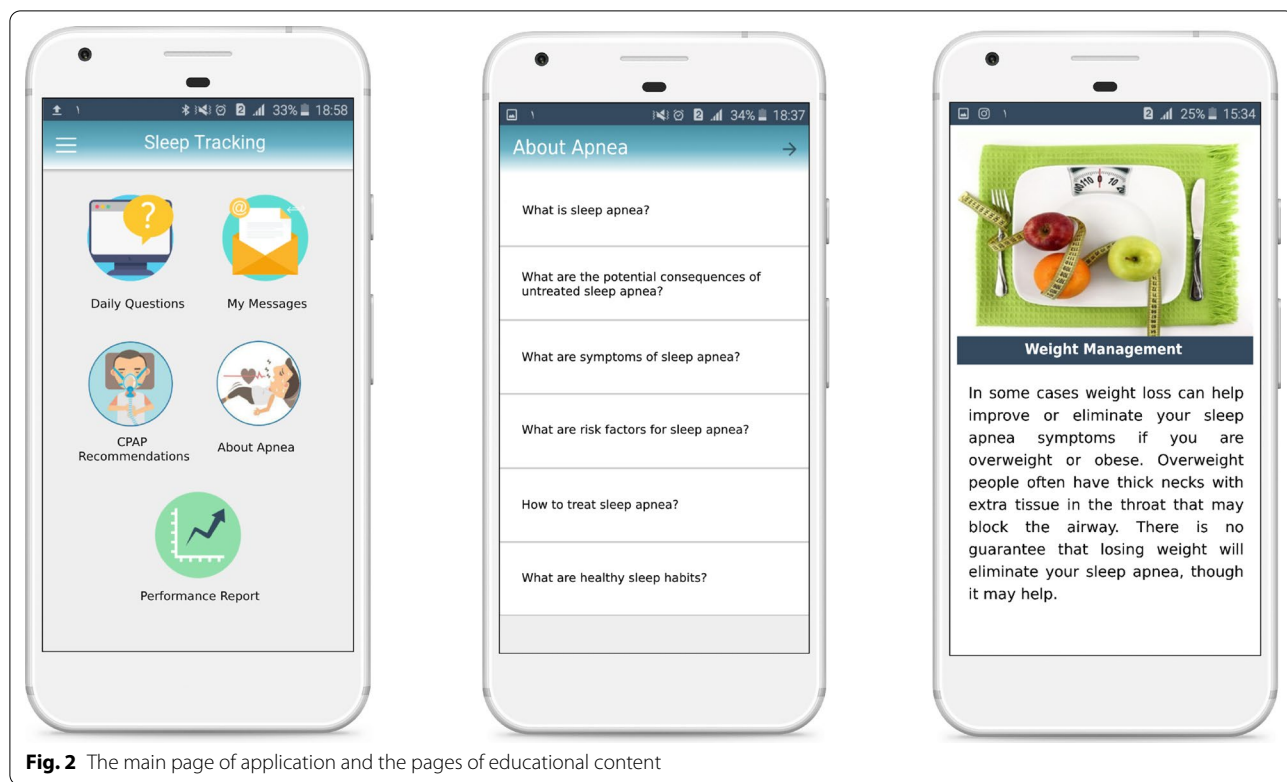 ١ 33% 18:58
Sleep Tracking
?
@
Daily Questions
My Messages
CPAP
Recommendations
About Apnea
Performance Report
١ 2 34% 18:37
About Apnea →
What is sleep apnea?
What are the potential consequences of
untreated sleep apnea?
What are symptoms of sleep apnea?
What are risk factors for sleep apnea?
How to treat sleep apnea?
What are healthy sleep habits?
١ 2 25% 15:34
Weight Management
In some cases weight loss can help
improve or eliminate your sleep
apnea symptoms if you are
overweight or obese. Overweight
people often have thick necks with
extra tissue in the throat that may
block the airway. There is no
guarantee that losing weight will
eliminate your sleep apnea, though
it may help.
Fig. 2 The main page of application and the pages of educational content